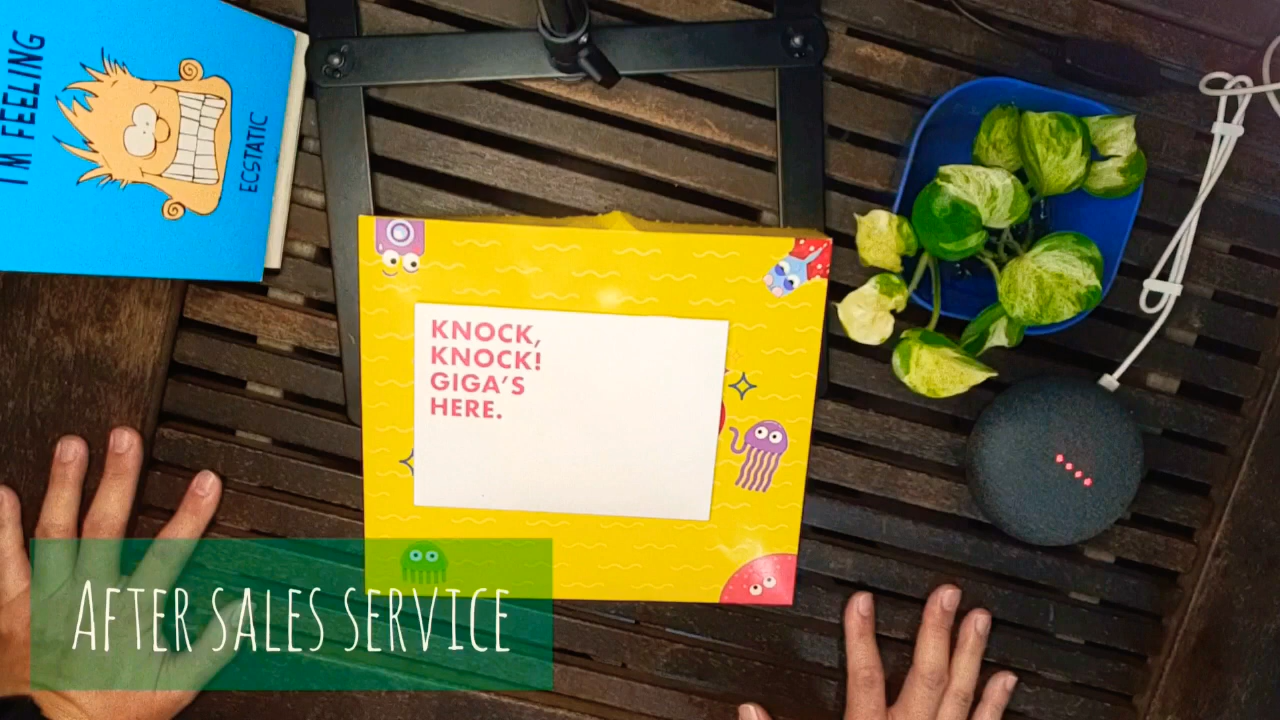 I'M FEELING
ECSTATIC
KNOCK,
KNOCK!
GIGA'S
HERE.
AFTER SALES SERVICE